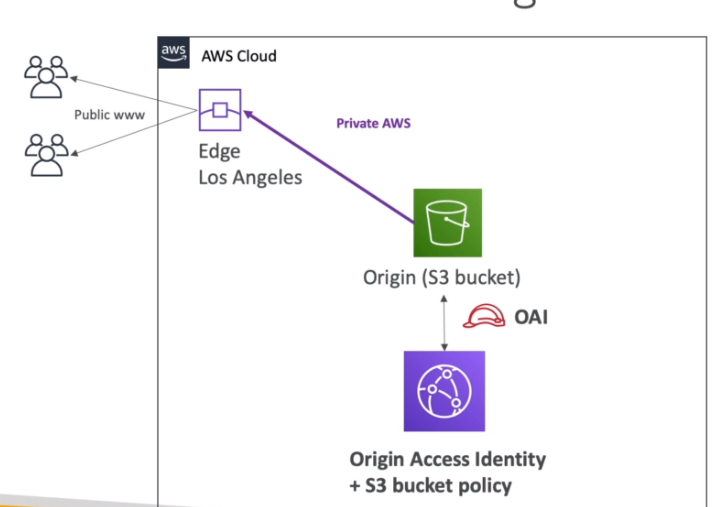 aws
AWS Cloud
Public www
Private AWS
Edge
Los Angeles
Origin (S3 bucket)
OAI
Origin Access Identity
+ S3 bucket policy